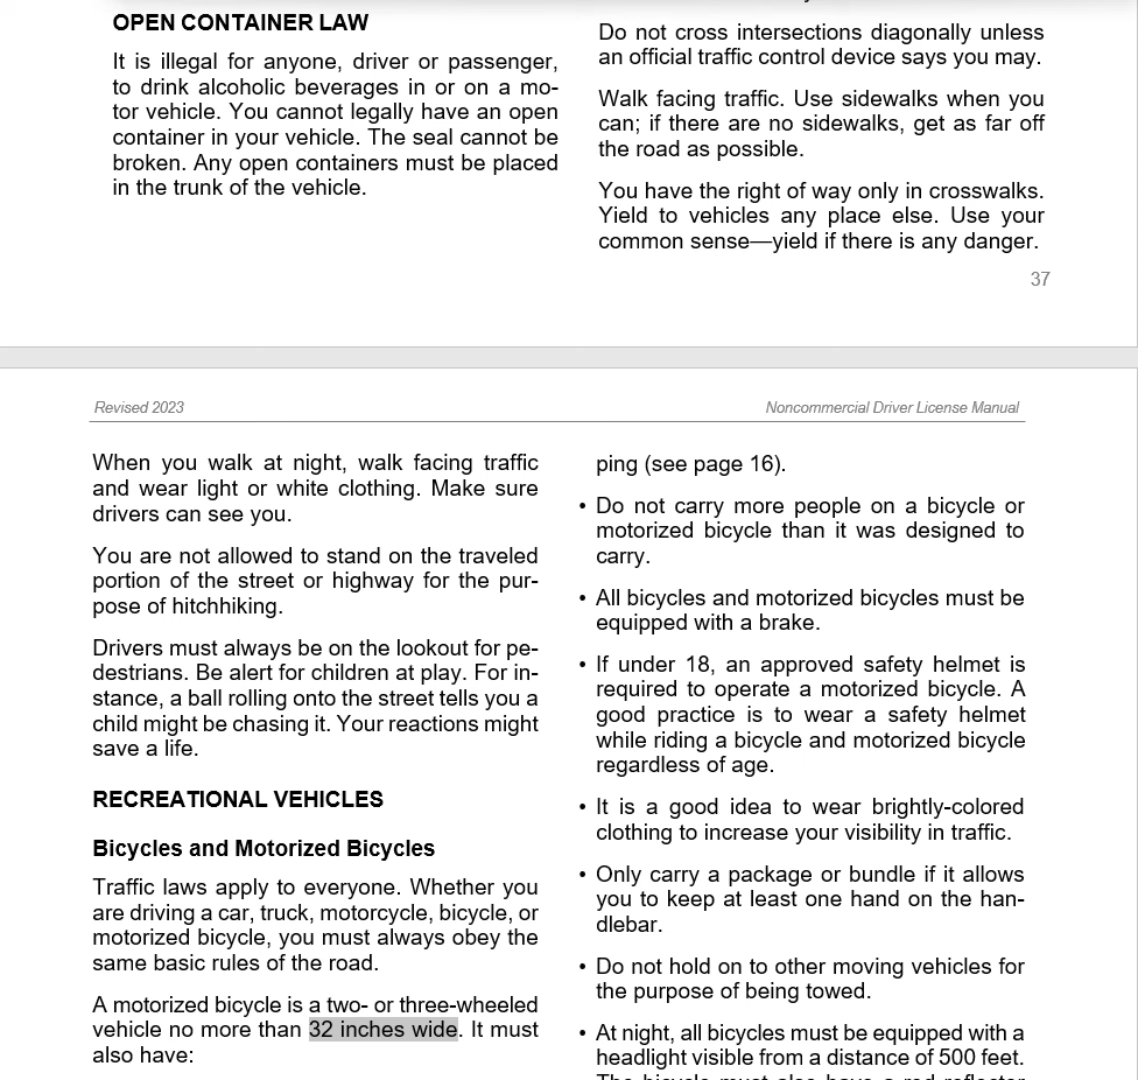 OPEN CONTAINER LAW
It is illegal for anyone, driver or passenger,
to drink alcoholic beverages in or on a mo-
tor vehicle. You cannot legally have an open
container in your vehicle. The seal cannot be
broken. Any open containers must be placed
in the trunk of the vehicle.
Do not cross intersections diagonally unless
an official traffic control device says you may.
Walk facing traffic. Use sidewalks when you
can; if there are no sidewalks, get as far off
the road as possible.
You have the right of way only in crosswalks.
Yield to vehicles any place else. Use your
common sense—yield if there is any danger.
37
Revised 2023
Noncommercial Driver License Manual
When you walk at night, walk facing traffic
and wear light or white clothing. Make sure
drivers can see you.
You are not allowed to stand on the traveled
portion of the street or highway for the pur-
pose of hitchhiking.
Drivers must always be on the lookout for pe-
destrians. Be alert for children at play. For in-
stance, a ball rolling onto the street tells you a
child might be chasing it. Your reactions might
save a life.
RECREATIONAL VEHICLES
Bicycles and Motorized Bicycles
Traffic laws apply to everyone. Whether you
are driving a car, truck, motorcycle, bicycle, or
motorized bicycle, you must always obey the
same basic rules of the road.
A motorized bicycle is a two- or three-wheeled
vehicle no more than 32 inches wide. It must
also have:
ping (see page 16).
• Do not carry more people on a bicycle or
motorized bicycle than it was designed to
carry.
• All bicycles and motorized bicycles must be
equipped with a brake.
• If under 18, an approved safety helmet is
required to operate a motorized bicycle. A
good practice is to wear a safety helmet
while riding a bicycle and motorized bicycle
regardless of age.
• It is a good idea to wear brightly-colored
clothing to increase your visibility in traffic.
• Only carry a package or bundle if it allows
you to keep at least one hand on the han-
dlebar.
• Do not hold on to other moving vehicles for
the purpose of being towed.
• At night, all bicycles must be equipped with a
headlight visible from a distance of 500 feet.